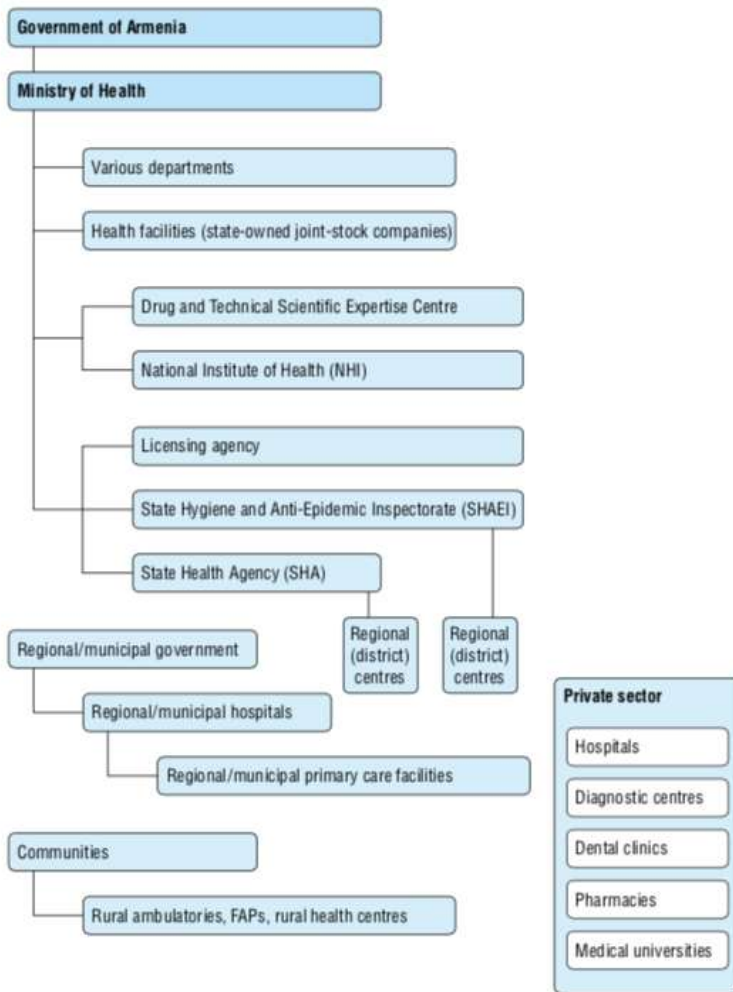 Government of Armenia
Ministry of Health
Various departments
Health facilities (state-owned joint-stock companies)
Drug and Technical Scientific Expertise Centre
National Institute of Health (NHI)
Licensing agency
State Hygiene and Anti-Epidemic Inspectorate (SHAEI)
State Health Agency (SHA)
Regional
(district)
centres
Regional
(district)
centres
Regional/municipal government
Regional/municipal hospitals
Regional/municipal primary care facilities
Communities
Rural ambulatories, FAPs, rural health centres
Private sector
Hospitals
Diagnostic centres
Dental clinics
Pharmacies
Medical universities